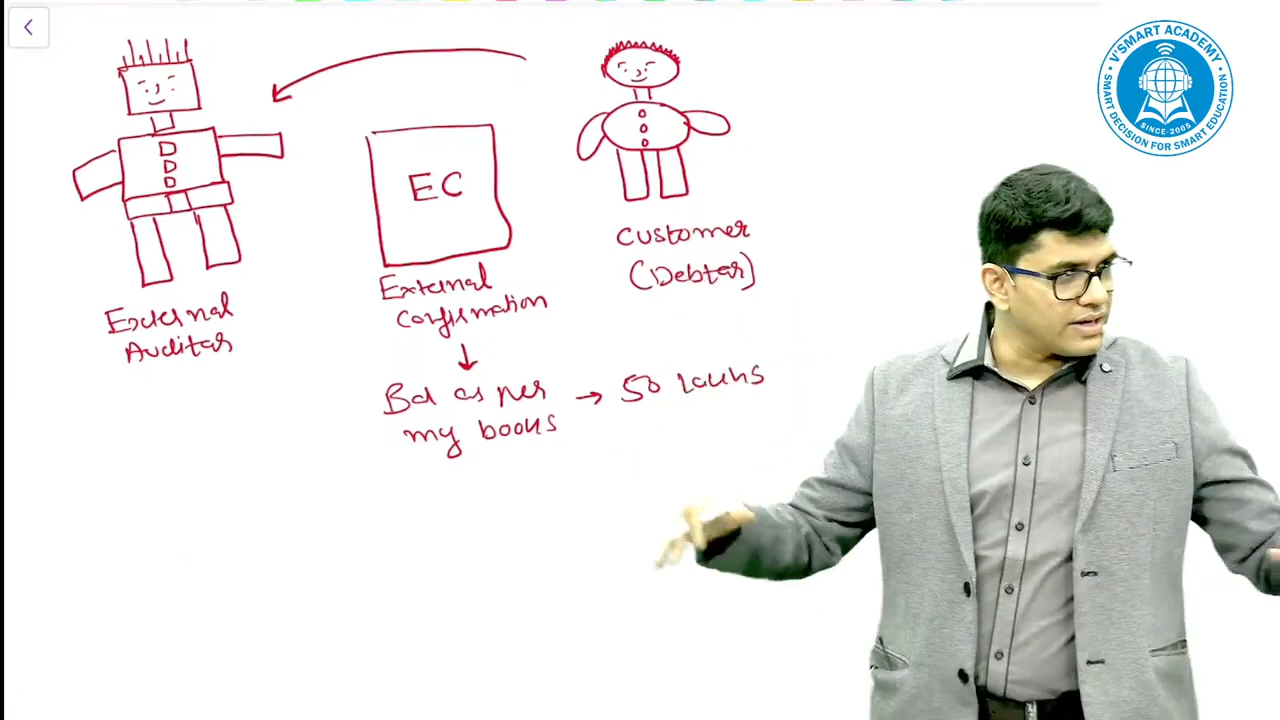 EC
External
Auditor
External
Confirmation
Customer
(Debtor)
Bal as per
my books
→ 50 lakhs
V'SMART ACADEMY
SMART DECISION FOR SMART EDUCATION
SINCE-2005